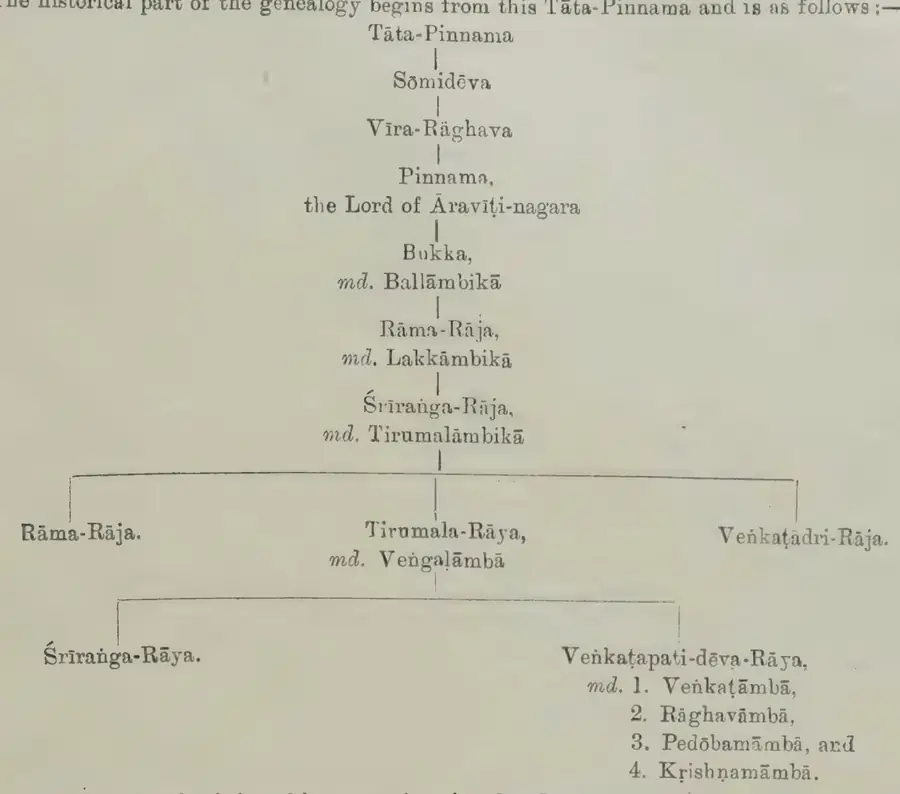 The historical part of the genealogy begins from this Tāta-Pinnama and is as follows :—
Tāta-Pinnama
Sōmidēva
Vīra-Rāghava
Pinnama,
the Lord of Āravīṭi-nagara
Bukka,
md. Ballāmbikā
Rāma-Rāja,
md. Lakkāmbikā
Śrīraṅga-Rāja,
md. Tirumalāmbikā
Rāma-Rāja. Tirumala-Rāya, Veṅkaṭādri-Rāja.
md. Veṅgaḷāmbā
Śrīraṅga-Rāya. Veṅkaṭapati-dēva-Rāya,
md. 1. Veṅkaṭāmbā,
2. Rāghavāmbā,
3. Pedōbamāmbā, and
4. Kṛishṇamāmbā.